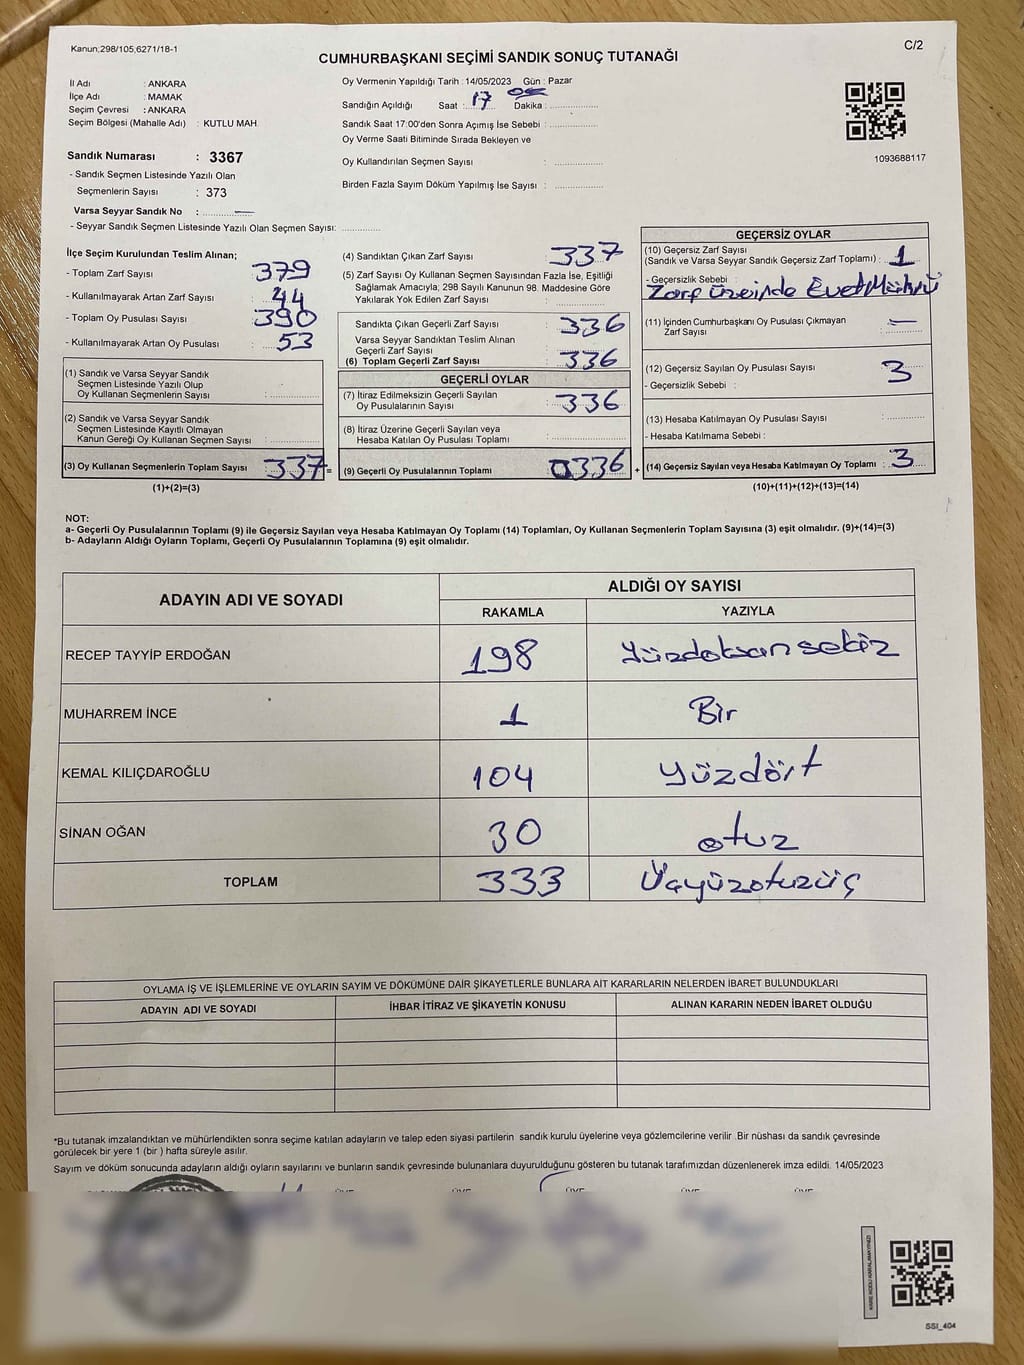 Kanun;298/105,6271/18-1
C/2
CUMHURBAŞKANI SEÇİMİ SANDIK SONUÇ TUTANAĞI
İl Adı : ANKARA
İlçe Adı : MAMAK
Seçim Çevresi : ANKARA
Seçim Bölgesi (Mahalle Adı) : KUTLU MAH.
Oy Vermenin Yapıldığı Tarih : 14/05/2023 Gün : Pazar
Sandığın Açıldığı Saat : 17 Dakika :
Sandık Saat 17:00'den Sonra Açımış İse Sebebi :
Oy Verme Saati Bitiminde Sırada Bekleyen ve
Oy Kullandırılan Seçmen Sayısı :
Birden Fazla Sayım Döküm Yapılmış İse Sayısı :
1093688117
Sandık Numarası : 3367
- Sandık Seçmen Listesinde Yazılı Olan
Seçmenlerin Sayısı : 373
Varsa Seyyar Sandık No : —
- Seyyar Sandık Seçmen Listesinde Yazılı Olan Seçmen Sayısı:
İlçe Seçim Kurulundan Teslim Alınan;
- Toplam Zarf Sayısı : 379
- Kullanılmayarak Artan Zarf Sayısı : 44
- Toplam Oy Pusulası Sayısı : 390
- Kullanılmayarak Artan Oy Pusulası : 53
(1) Sandık ve Varsa Seyyar Sandık
Seçmen Listesinde Yazılı Olup
Oy Kullanan Seçmenlerin Sayısı :
(2) Sandık ve Varsa Seyyar Sandık
Seçmen Listesinde Kayıtlı Olmayan
Kanun Gereği Oy Kullanan Seçmen Sayısı :
(3) Oy Kullanan Seçmenlerin Toplam Sayısı : 337 =
(1)+(2)=(3)
(4) Sandıktan Çıkan Zarf Sayısı : 337
(5) Zarf Sayısı Oy Kullanan Seçmen Sayısından Fazla İse, Eşitliği
Sağlamak Amacıyla; 298 Sayılı Kanunun 98. Maddesine Göre
Yakılarak Yok Edilen Zarf Sayısı :
Sandıkta Çıkan Geçerli Zarf Sayısı : 336
Varsa Seyyar Sandıktan Teslim Alınan
Geçerli Zarf Sayısı :
(6) Toplam Geçerli Zarf Sayısı : 336
GEÇERLİ OYLAR
(7) İtiraz Edilmeksizin Geçerli Sayılan
Oy Pusulalarının Sayısı : 336
(8) İtiraz Üzerine Geçerli Sayılan veya
Hesaba Katılan Oy Pusulası Toplamı :
(9) Geçerli Oy Pusulalarının Toplamı : 336 +
GEÇERSİZ OYLAR
(10) Geçersiz Zarf Sayısı
(Sandık ve Varsa Seyyar Sandık Geçersiz Zarf Toplamı) : 1
- Geçersizlik Sebebi :
Zarf üzerinde Evet Mührü
(11) İçinden Cumhurbaşkanı Oy Pusulası Çıkmayan
Zarf Sayısı : —
(12) Geçersiz Sayılan Oy Pusulası Sayısı : 3
- Geçersizlik Sebebi :
(13) Hesaba Katılmayan Oy Pusulası Sayısı :
- Hesaba Katılmama Sebebi :
(14) Geçersiz Sayılan veya Hesaba Katılmayan Oy Toplamı : 3
(10)+(11)+(12)+(13)=(14)
NOT:
a- Geçerli Oy Pusulalarının Toplamı (9) ile Geçersiz Sayılan veya Hesaba Katılmayan Oy Toplamı (14) Toplamları, Oy Kullanan Seçmenlerin Toplam Sayısına (3) eşit olmalıdır. (9)+(14)=(3)
b- Adayların Aldığı Oyların Toplamı, Geçerli Oy Pusulalarının Toplamına (9) eşit olmalıdır.
ADAYIN ADI VE SOYADI
ALDIĞI OY SAYISI
RAKAMLA YAZIYLA
RECEP TAYYİP ERDOĞAN 198 Yüzdoksansekiz
MUHARREM İNCE 1 Bir
KEMAL KILIÇDAROĞLU 104 Yüzdört
SİNAN OĞAN 30 otuz
TOPLAM 333 Üçyüzotuzüç
OYLAMA İŞ VE İŞLEMLERİNE VE OYLARIN SAYIM VE DÖKÜMÜNE DAİR ŞİKAYETLERLE BUNLARA AİT KARARLARIN NELERDEN İBARET BULUNDUKLARI
ADAYIN ADI VE SOYADI İHBAR İTİRAZ VE ŞİKAYETİN KONUSU ALINAN KARARIN NEDEN İBARET OLDUĞU
*Bu tutanak imzalandıktan ve mühürlendikten sonra seçime katılan adayların ve talep eden siyasi partilerin sandık kurulu üyelerine veya gözlemcilerine verilir .Bir nüshası da sandık çevresinde
görülecek bir yere 1 (bir ) hafta süreyle asılır.
Sayım ve döküm sonucunda adayların aldığı oyların sayılarını ve bunların sandık çevresinde bulunanlara duyurulduğunu gösteren bu tutanak tarafımızdan düzenlenerek imza edildi. 14/05/2023
KARE KODU KARALAMAYINIZ!
SSI_404